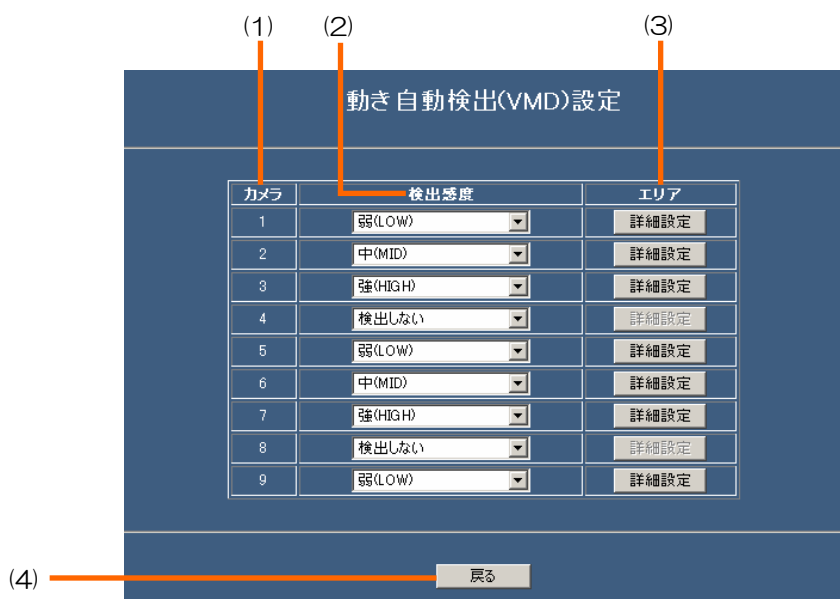 (1) (2) (3)
動き自動検出(VMD)設定
カメラ 検出感度 エリア
1 弱(LOW) 詳細設定
2 中(MID) 詳細設定
3 強(HIGH) 詳細設定
4 検出しない 詳細設定
5 弱(LOW) 詳細設定
6 中(MID) 詳細設定
7 強(HIGH) 詳細設定
8 検出しない 詳細設定
9 弱(LOW) 詳細設定
(4) 戻る